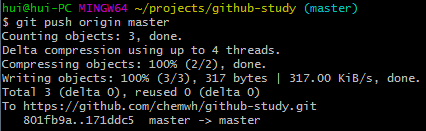 hui@hui-PC MINGW64 ~/projects/github-study (master)
$ git push origin master
Counting objects: 3, done.
Delta compression using up to 4 threads.
Compressing objects: 100% (2/2), done.
Writing objects: 100% (3/3), 317 bytes | 317.00 KiB/s, done.
Total 3 (delta 0), reused 0 (delta 0)
To https://github.com/chemwh/github-study.git
   801fb9a..171ddc5  master -> master